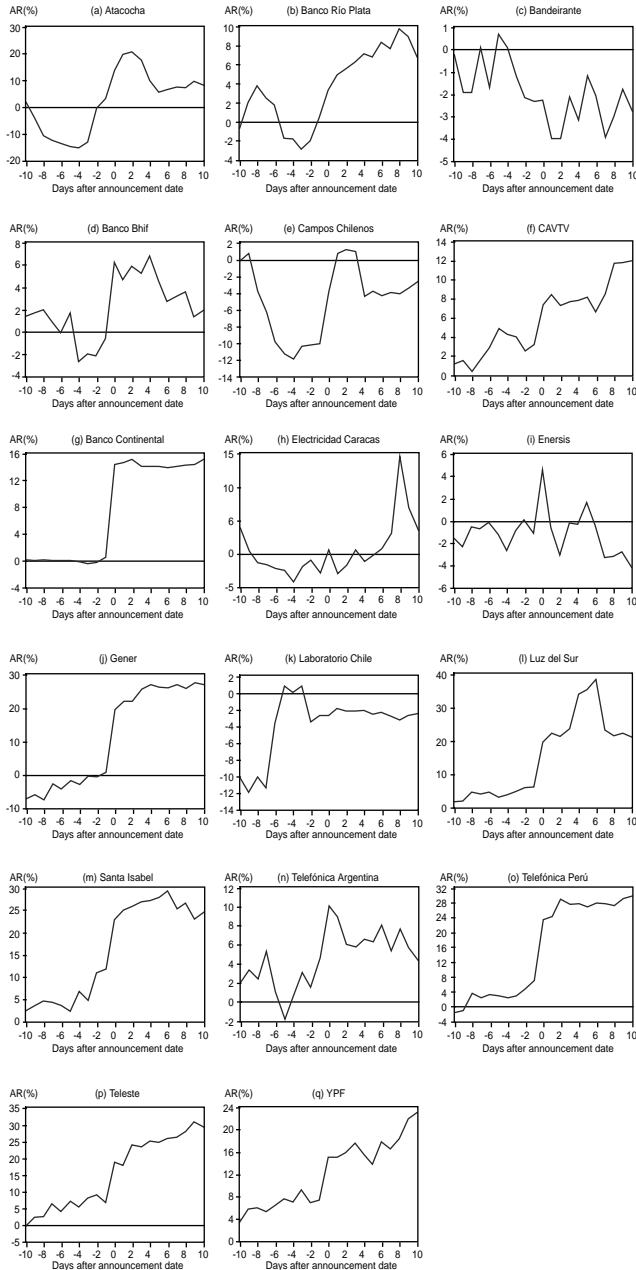 AR(%) (a) Atacocha
30
20
10
0
-10
-20
-10 -8 -6 -4 -2 0 2 4 6 8 10
Days after announcement date
AR(%) (b) Banco Río Plata
10
8
6
4
2
0
-2
-4
-10 -8 -6 -4 -2 0 2 4 6 8 10
Days after announcement date
AR(%) (c) Bandeirante
1
0
-1
-2
-3
-4
-5
-10 -8 -6 -4 -2 0 2 4 6 8 10
Days after announcement date
AR(%) (d) Banco Bhif
8
6
4
2
0
-2
-4
-10 -8 -6 -4 -2 0 2 4 6 8 10
Days after announcement date
AR(%) (e) Campos Chilenos
2
0
-2
-4
-6
-8
-10
-12
-14
-10 -8 -6 -4 -2 0 2 4 6 8 10
Days after announcement date
AR(%) (f) CAVTV
14
12
10
8
6
4
2
0
-10 -8 -6 -4 -2 0 2 4 6 8 10
Days after announcement date
AR(%) (g) Banco Continental
16
12
8
4
0
-4
-10 -8 -6 -4 -2 0 2 4 6 8 10
Days after announcement date
AR(%) (h) Electricidad Caracas
15
6
0
-5
-10 -8 -6 -4 -2 0 2 4 6 8 10
Days after announcement date
AR(%) (i) Enersis
6
4
2
0
-2
-4
-6
-10 -8 -6 -4 -2 0 2 4 6 8 10
Days after announcement date
AR(%) (j) Gener
30
20
10
0
-10
-10 -8 -6 -4 -2 0 2 4 6 8 10
Days after announcement date
AR(%) (k) Laboratorio Chile
2
0
-2
-4
-6
-8
-10
-12
-14
-10 -8 -6 -4 -2 0 2 4 6 8 10
Days after announcement date
AR(%) (l) Luz del Sur
40
30
20
10
0
-10 -8 -6 -4 -2 0 2 4 6 8 10
Days after announcement date
AR(%) (m) Santa Isabel
30
25
20
15
10
5
0
-10 -8 -6 -4 -2 0 2 4 6 8 10
Days after announcement date
AR(%) (n) Telefónica Argentina
12
10
8
6
4
2
0
-2
-10 -8 -6 -4 -2 0 2 4 6 8 10
Days after announcement date
AR(%) (o) Telefónica Perú
32
28
24
20
16
12
8
4
0
-4
-10 -8 -6 -4 -2 0 2 4 6 8 10
Days after announcement date
AR(%) (p) Teleste
35
30
25
20
15
10
5
0
-5
-10 -8 -6 -4 -2 0 2 4 6 8 10
Days after announcement date
AR(%) (q) YPF
24
20
16
12
8
4
0
-10 -8 -6 -4 -2 0 2 4 6 8 10
Days after announcement date